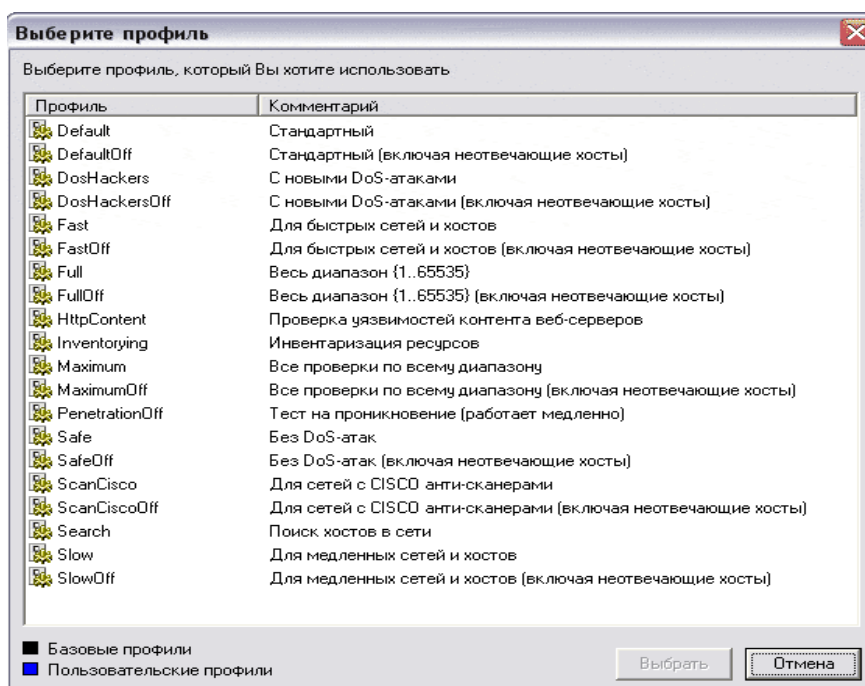 Выберите профиль
Выберите профиль, который Вы хотите использовать
Профиль Комментарий
Default Стандартный
DefaultOff Стандартный (включая неотвечающие хосты)
DosHackers С новыми DoS-атаками
DosHackersOff С новыми DoS-атаками (включая неотвечающие хосты)
Fast Для быстрых сетей и хостов
FastOff Для быстрых сетей и хостов (включая неотвечающие хосты)
Full Весь диапазон {1..65535}
FullOff Весь диапазон {1..65535} (включая неотвечающие хосты)
HttpContent Проверка уязвимостей контента веб-серверов
Inventorying Инвентаризация ресурсов
Maximum Все проверки по всему диапазону
MaximumOff Все проверки по всему диапазону (включая неотвечающие хосты)
PenetrationOff Тест на проникновение (работает медленно)
Safe Без DoS-атак
SafeOff Без DoS-атак (включая неотвечающие хосты)
ScanCisco Для сетей с CISCO анти-сканерами
ScanCiscoOff Для сетей с CISCO анти-сканерами (включая неотвечающие хосты)
Search Поиск хостов в сети
Slow Для медленных сетей и хостов
SlowOff Для медленных сетей и хостов (включая неотвечающие хосты)
Базовые профили
Пользовательские профили
Выбрать Отмена